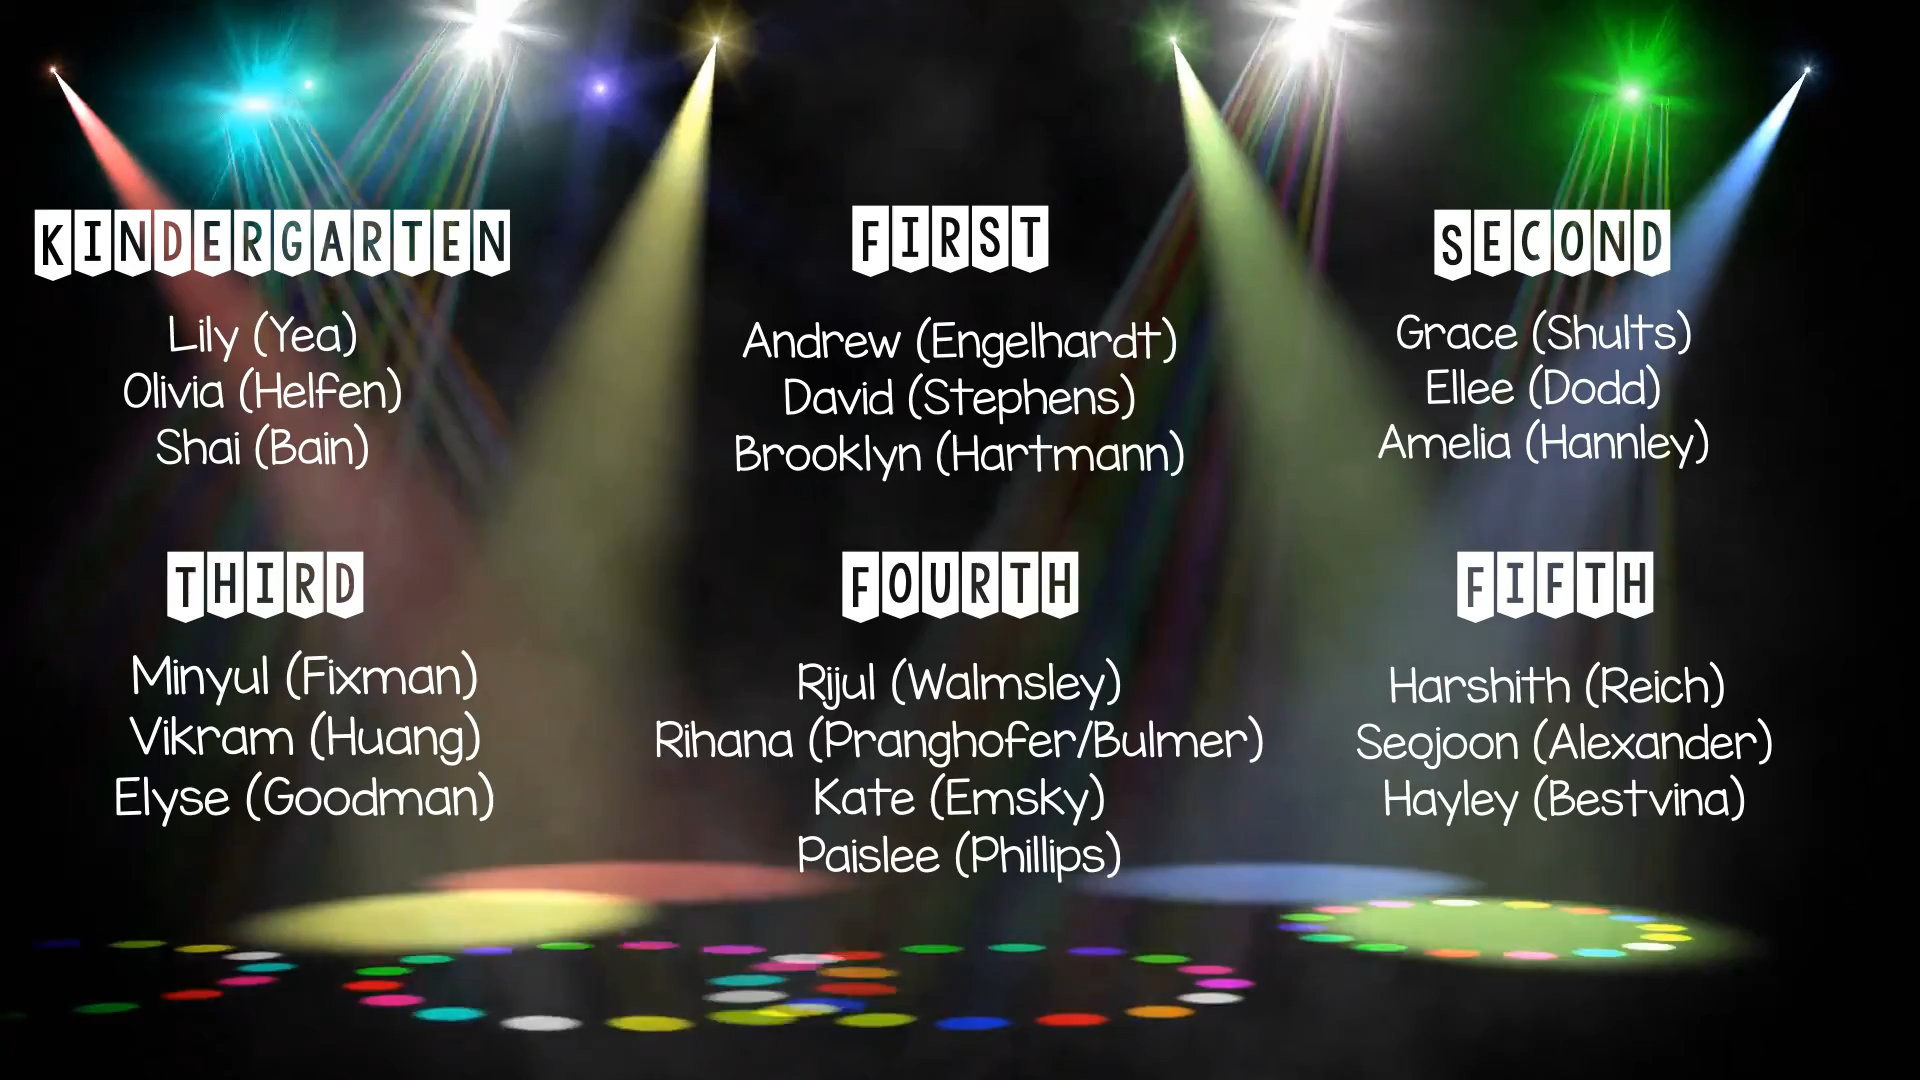 KINDERGARTEN
Lily (Yea)
Olivia (Helfen)
Shai (Bain)
FIRST
Andrew (Engelhardt)
David (Stephens)
Brooklyn (Hartmann)
SECOND
Grace (Shults)
Ellee (Dodd)
Amelia (Hannley)
THIRD
Minyul (Fixman)
Vikram (Huang)
Elyse (Goodman)
FOURTH
Rijul (Walmsley)
Rihana (Pranghofer/Bulmer)
Kate (Emsky)
Paislee (Phillips)
FIFTH
Harshith (Reich)
Seojoon (Alexander)
Hayley (Bestvina)